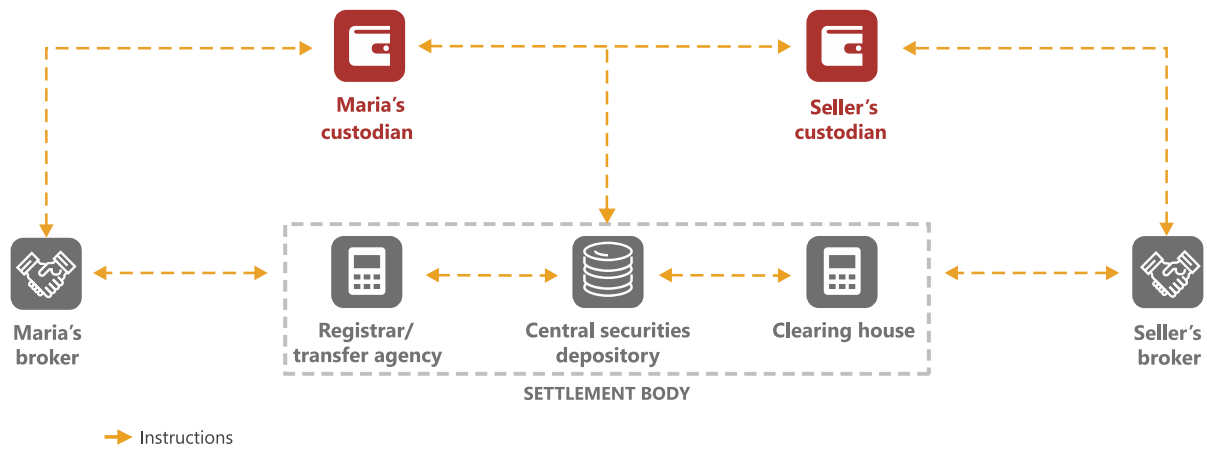 Maria's
custodian
Seller's
custodian
Maria's
broker
Registrar/
transfer agency
Central securities
depository
Clearing house
Seller's
broker
SETTLEMENT BODY
Instructions